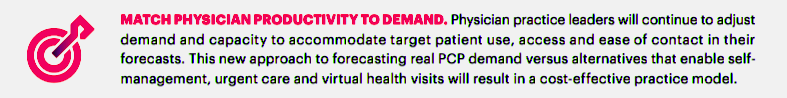 MATCH PHYSICIAN PRODUCTIVITY TO DEMAND. Physician practice leaders will continue to adjust
demand and capacity to accommodate target patient use, access and ease of contact in their
forecasts. This new approach to forecasting real PCP demand versus alternatives that enable self-
management, urgent care and virtual health visits will result in a cost-effective practice model.